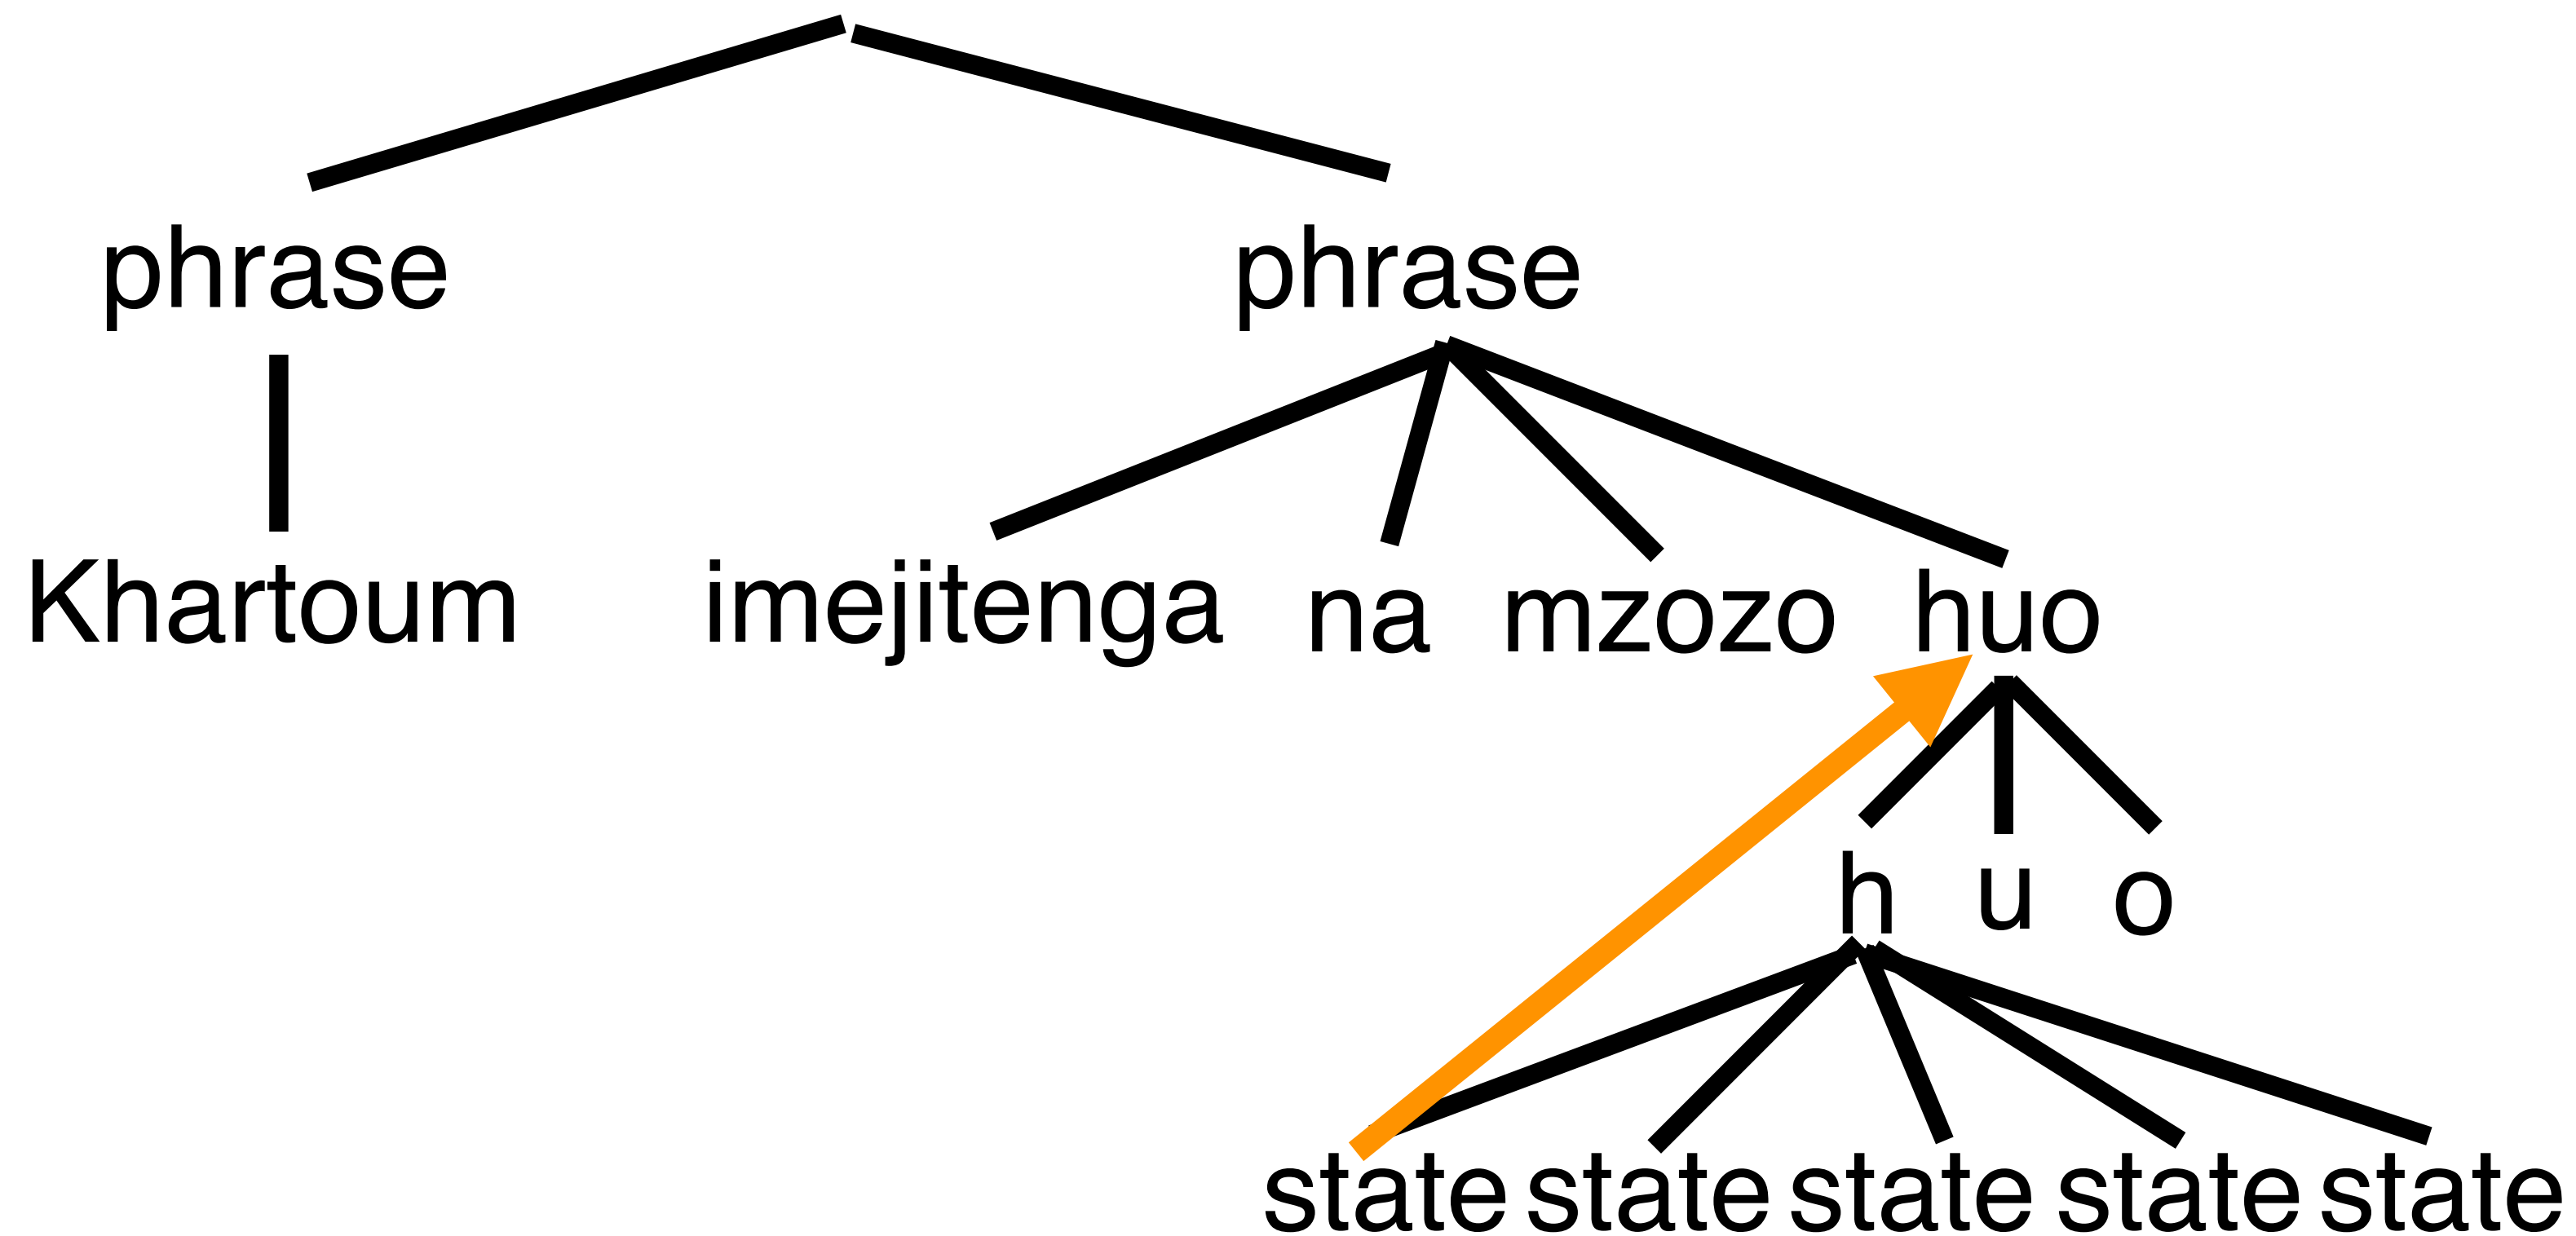 phrase phrase
Khartoum imejitenga na mzozo huo
h u o
state state state state state